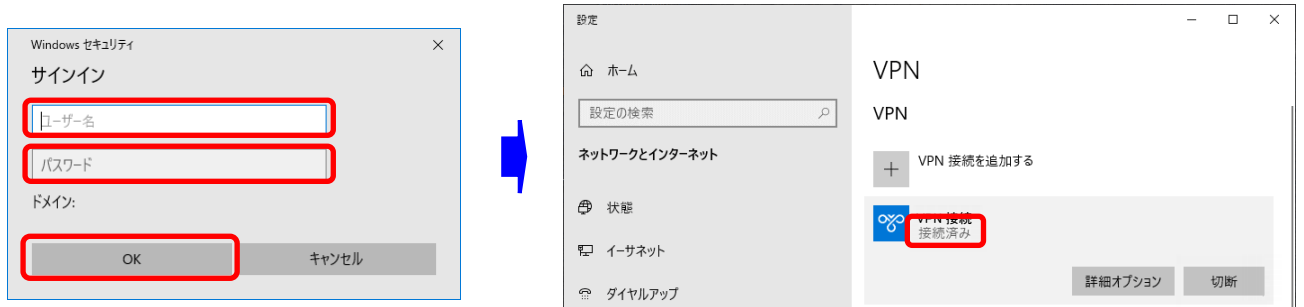 Windows セキュリティ
サインイン
ユーザー名
パスワード
ドメイン:
OK
キャンセル
設定
ホーム
設定の検索
ネットワークとインターネット
状態
イーサネット
ダイヤルアップ
VPN
VPN
VPN 接続を追加する
VPN 接続
接続済み
詳細オプション
切断